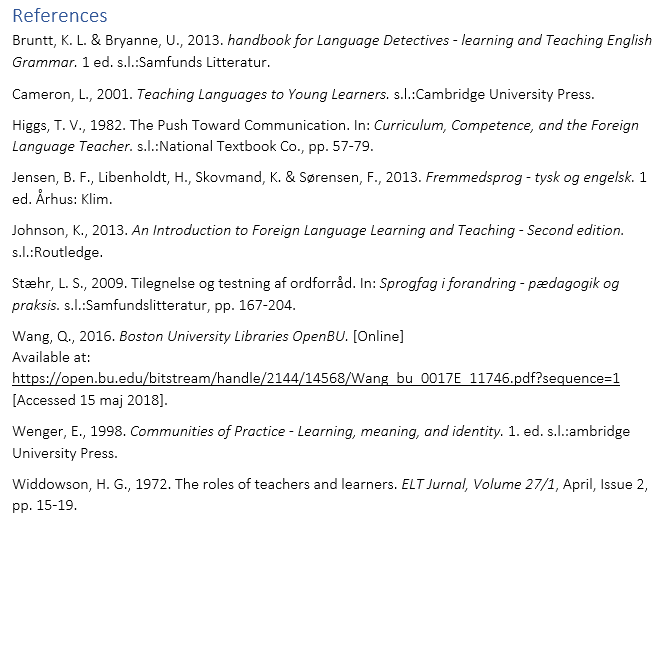 References
Bruntt, K. L. & Bryanne, U., 2013. handbook for Language Detectives - learning and Teaching English
Grammar. 1 ed. s.l.:Samfunds Litteratur.
Cameron, L., 2001. Teaching Languages to Young Learners. s.l.:Cambridge University Press.
Higgs, T. V., 1982. The Push Toward Communication. In: Curriculum, Competence, and the Foreign
Language Teacher. s.l.:National Textbook Co., pp. 57-79.
Jensen, B. F., Libenholdt, H., Skovmand, K. & Sørensen, F., 2013. Fremmedsprog - tysk og engelsk. 1
ed. Århus: Klim.
Johnson, K., 2013. An Introduction to Foreign Language Learning and Teaching - Second edition.
s.l.:Routledge.
Stæhr, L. S., 2009. Tilegnelse og testning af ordforråd. In: Sprogfag i forandring - pædagogik og
praksis. s.l.:Samfundslitteratur, pp. 167-204.
Wang, Q., 2016. Boston University Libraries OpenBU. [Online]
Available at:
https://open.bu.edu/bitstream/handle/2144/14568/Wang_bu_0017E_11746.pdf?sequence=1
[Accessed 15 maj 2018].
Wenger, E., 1998. Communities of Practice - Learning, meaning, and identity. 1. ed. s.l.:ambridge
University Press.
Widdowson, H. G., 1972. The roles of teachers and learners. ELT Jurnal, Volume 27/1, April, Issue 2,
pp. 15-19.